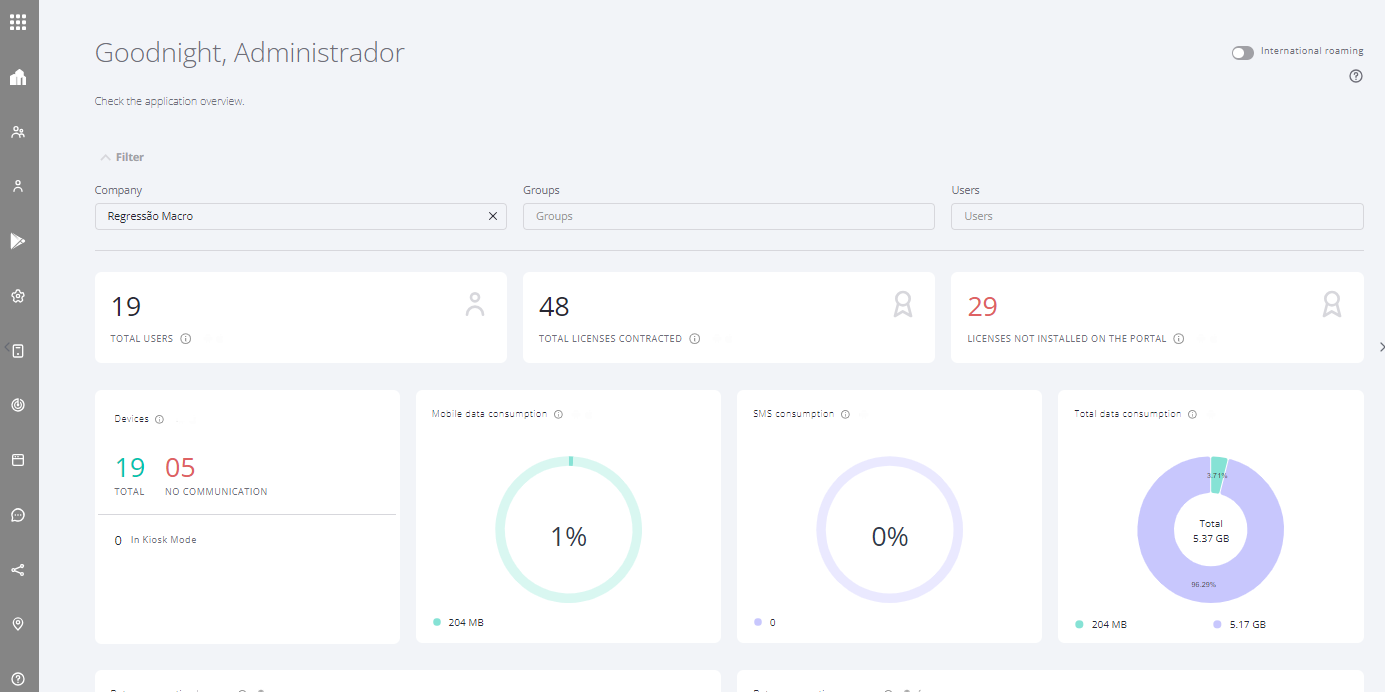 Goodnight, Administrador
International roaming
Check the application overview.
Filter
Company
Groups
Users
Regressão Macro
Groups
Users
19
48
29
TOTAL USERS
TOTAL LICENSES CONTRACTED
LICENSES NOT INSTALLED ON THE PORTAL
Devices
19
05
TOTAL
NO COMMUNICATION
0 In Kiosk Mode
Mobile data consumption
1%
204 MB
SMS consumption
0%
0
Total data consumption
3.71%
Total
5.37 GB
96.29%
204 MB
5.17 GB